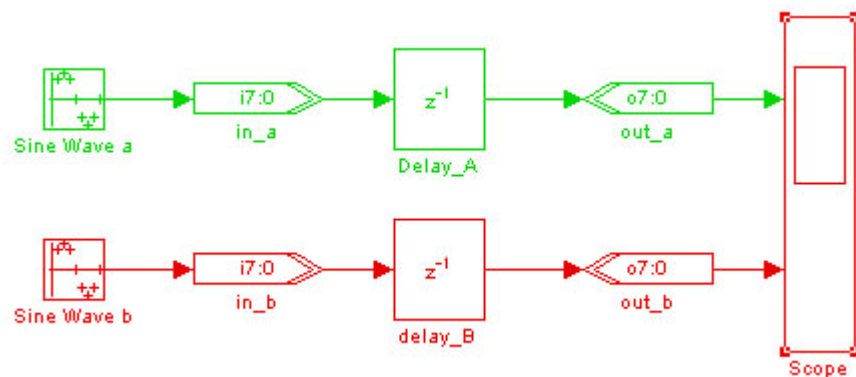 i7:0
z-1
o7:0
Sine Wave a
in_a
Delay_A
out_a
i7:0
z-1
o7:0
Sine Wave b
in_b
delay_B
out_b
Scope